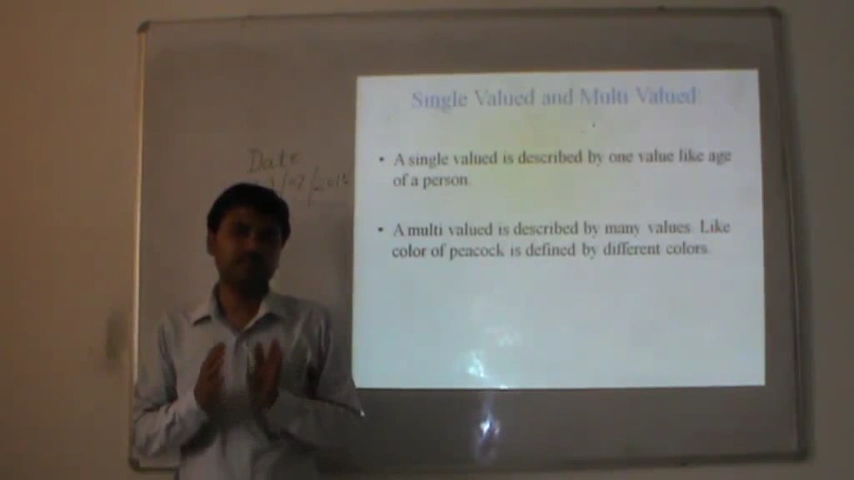 Single Valued and Multi Valued
Date
• A single valued is described by one value like age
of a person.
• A multi valued is described by many values. Like
color of peacock is defined by different colors.